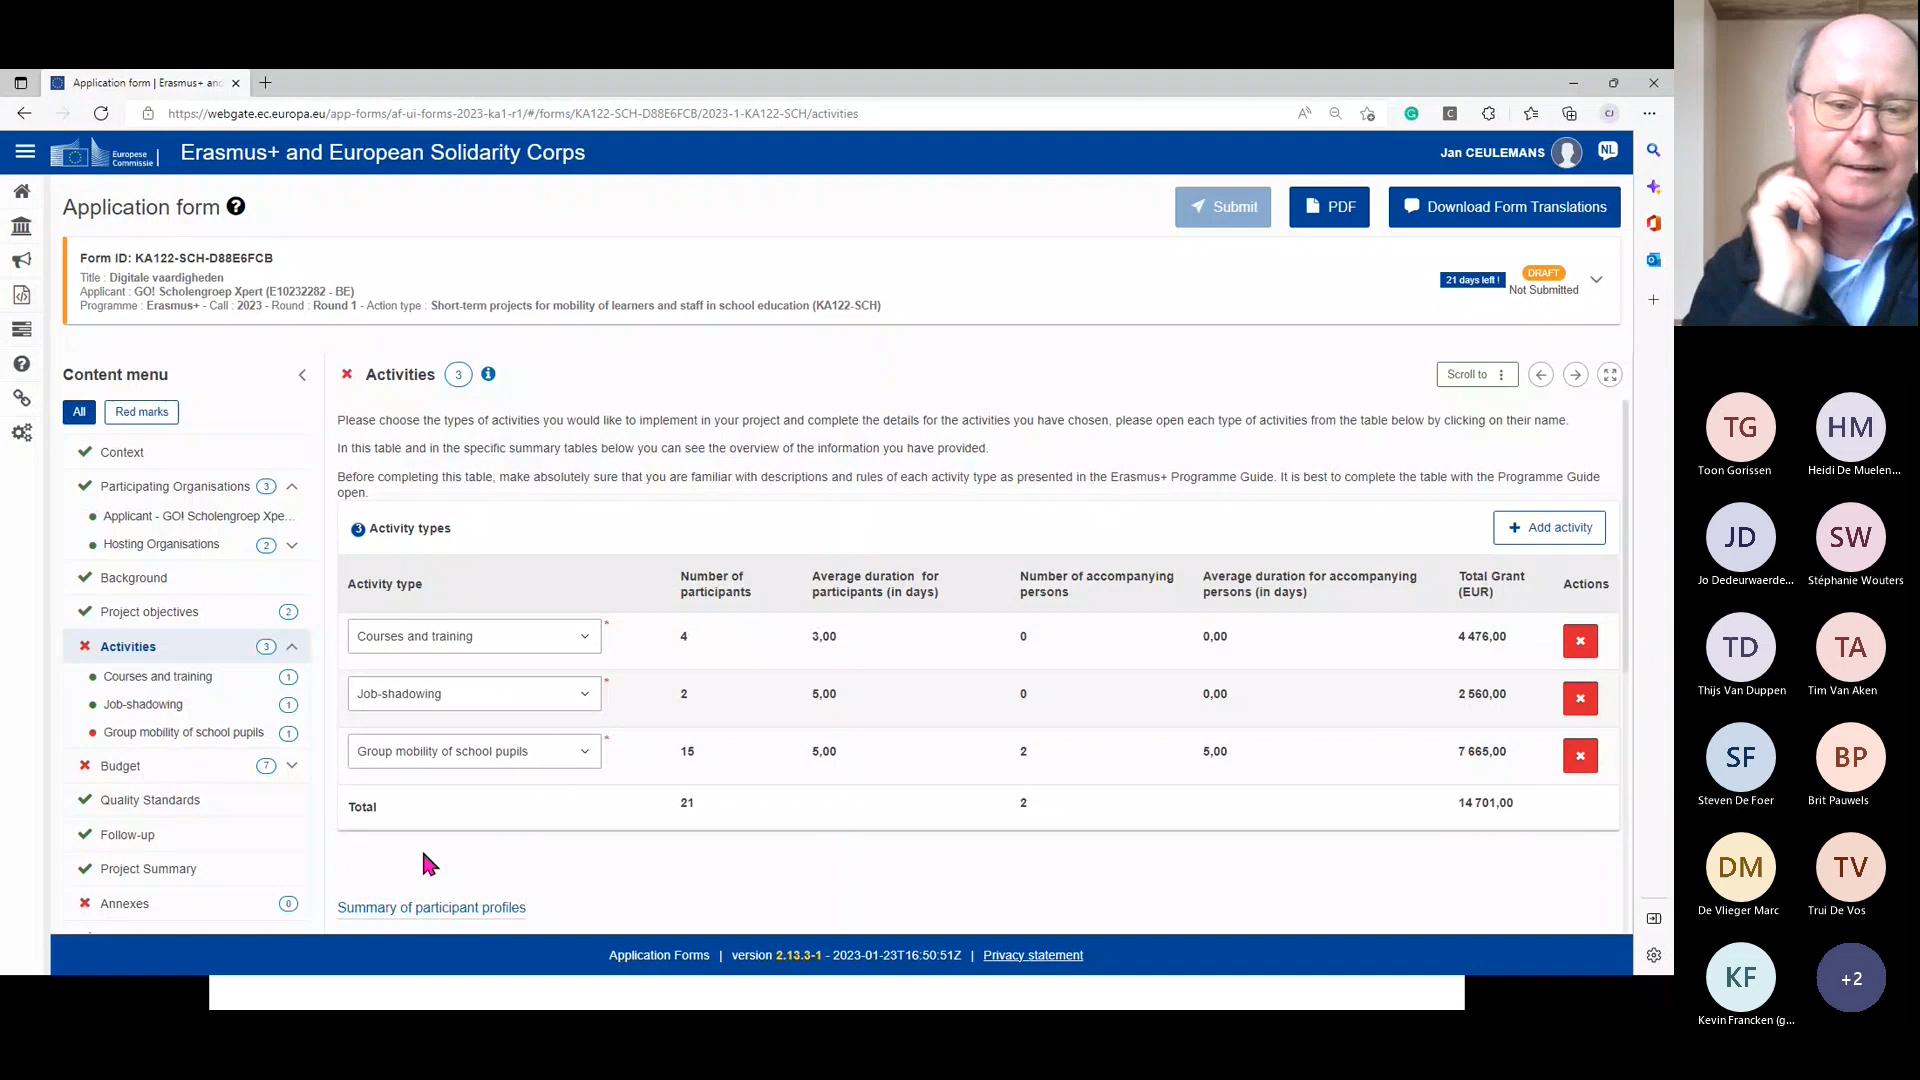 Application form | Erasmus+ anc
https://webgate.ec.europa.eu/app-forms/af-ui-forms-2023-ka1-r1/#/forms/KA122-SCH-D88E6FCB/2023-1-KA122-SCH/activities
CJ
Europese
Commissie
Erasmus+ and European Solidarity Corps
Jan CEULEMANS
NL
Application form
Submit
PDF
Download Form Translations
Form ID: KA122-SCH-D88E6FCB
Title : Digitale vaardigheden
Applicant : GO! Scholengroep Xpert (E10232282 - BE)
Programme : Erasmus+ - Call : 2023 - Round : Round 1 - Action type : Short-term projects for mobility of learners and staff in school education (KA122-SCH)
21 days left !
DRAFT
Not Submitted
Content menu
All
Red marks
Context
Participating Organisations 3
Applicant - GO! Scholengroep Xpe...
Hosting Organisations 2
Background
Project objectives 2
Activities 3
Courses and training 1
Job-shadowing 1
Group mobility of school pupils 1
Budget 7
Quality Standards
Follow-up
Project Summary
Annexes 0
Activities 3
Scroll to
Please choose the types of activities you would like to implement in your project and complete the details for the activities you have chosen, please open each type of activities from the table below by clicking on their name.
In this table and in the specific summary tables below you can see the overview of the information you have provided.
Before completing this table, make absolutely sure that you are familiar with descriptions and rules of each activity type as presented in the Erasmus+ Programme Guide. It is best to complete the table with the Programme Guide
open.
3 Activity types
+ Add activity
Activity type
Number of participants
Average duration for participants (in days)
Number of accompanying persons
Average duration for accompanying persons (in days)
Total Grant (EUR)
Actions
Courses and training * 4 3,00 0 0,00 4 476,00
Job-shadowing * 2 5,00 0 0,00 2 560,00
Group mobility of school pupils * 15 5,00 2 5,00 7 665,00
Total 21 2 14 701,00
Summary of participant profiles
Application Forms | version 2.13.3-1 - 2023-01-23T16:50:51Z | Privacy statement
TG
Toon Gorissen
HM
Heidi De Muelen...
JD
Jo Dedeurwaerde...
SW
Stéphanie Wouters
TD
Thijs Van Duppen
TA
Tim Van Aken
SF
Steven De Foer
BP
Brit Pauwels
DM
De Vlieger Marc
TV
Trui De Vos
KF
Kevin Francken (g...
+2